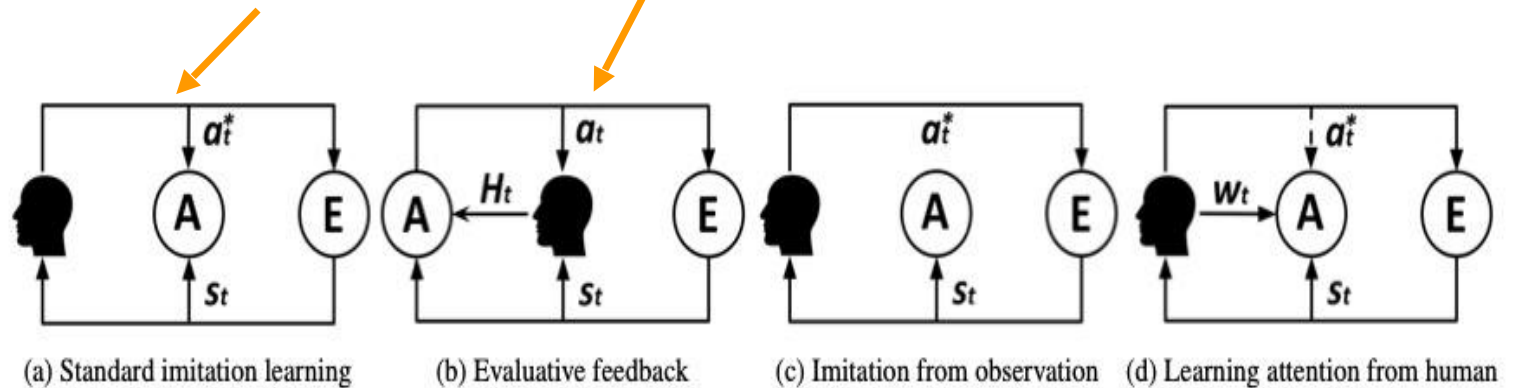 a*t
at
a*t
a*t
A
E
A
Ht
E
A
E
Wt
A
E
St
St
St
St
(a) Standard imitation learning
(b) Evaluative feedback
(c) Imitation from observation
(d) Learning attention from human